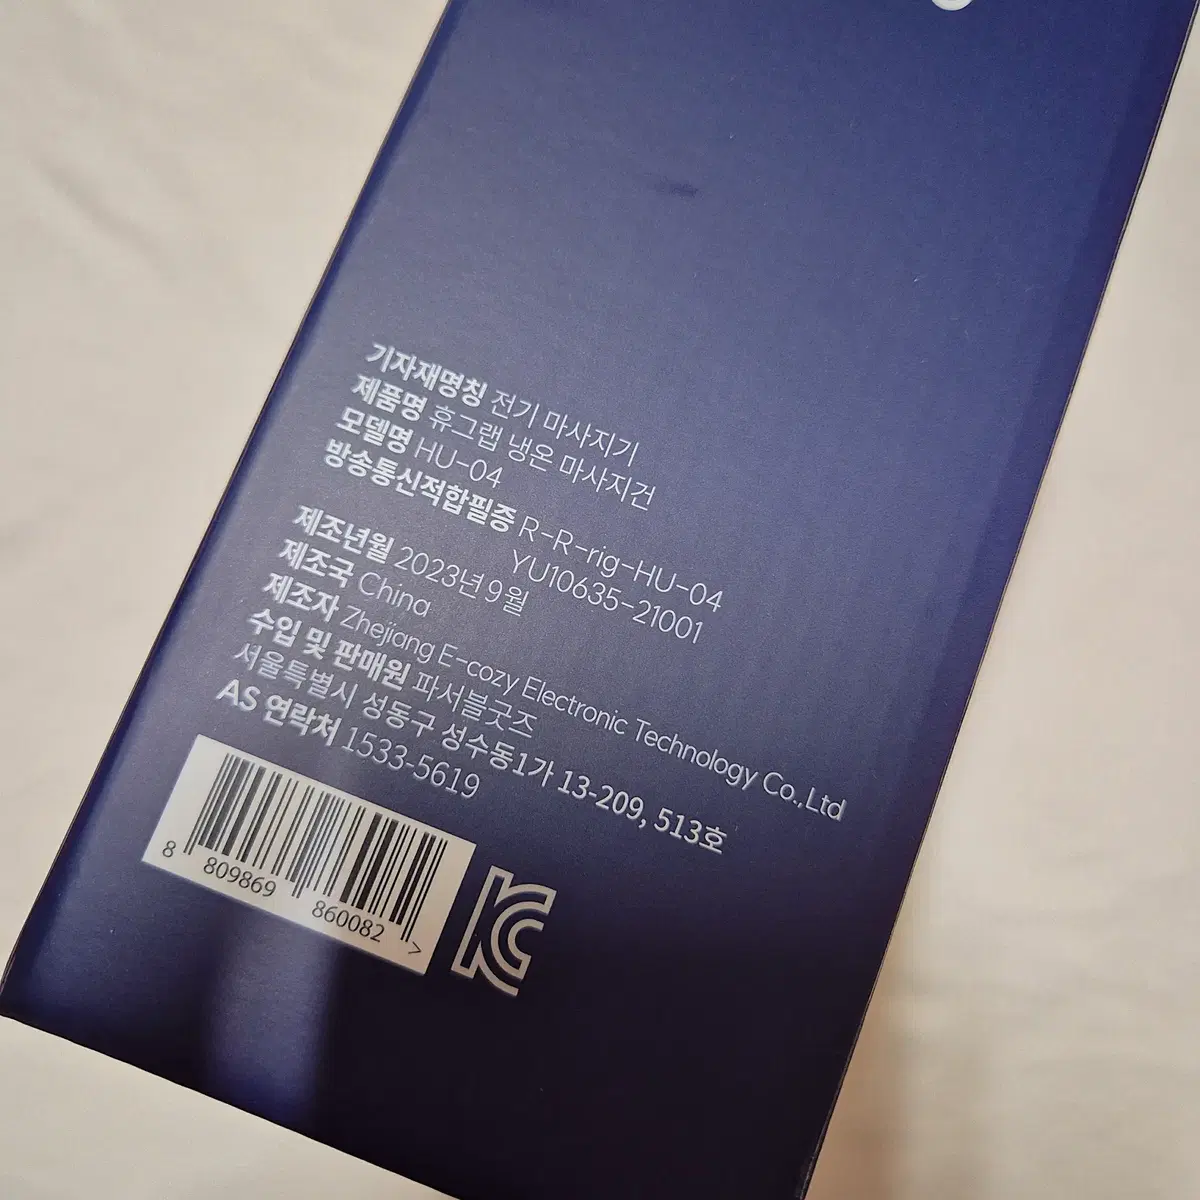 기자재명칭 전기 마사지기
제품명 휴그랩 냉온 마사지건
모델명 HU-04
방송통신적합필증 R-R-rig-HU-04
YU10635-21001
제조년월 2023년 9월
제조국 China
제조자 Zhejiang E-cozy Electronic Technology Co.,Ltd
수입 및 판매원 파서블굿즈
서울특별시 성동구 성수동1가 13-209, 513호
AS 연락처 1533-5619
8 809869 860082 >